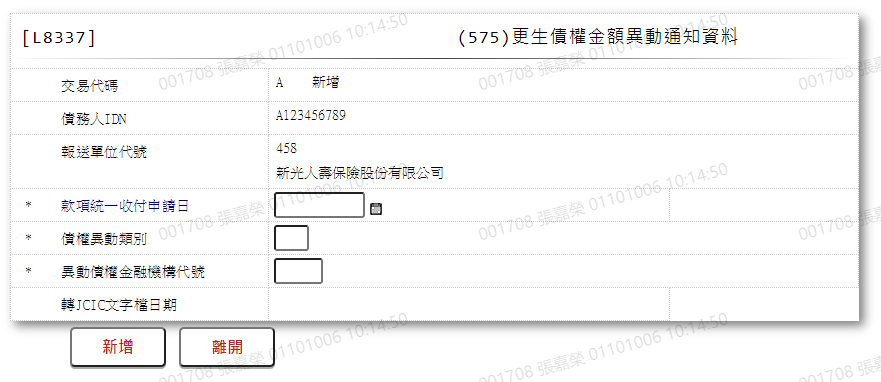 [L8337] (575)更生債權金額異動通知資料
交易代碼 A 新增
債務人IDN A123456789
報送單位代號 458
新光人壽保險股份有限公司
* 款項統一收付申請日
* 債權異動類別
* 異動債權金融機構代號
轉JCIC文字檔日期
新增 離開
001708 張嘉榮 01101006 10:14:50